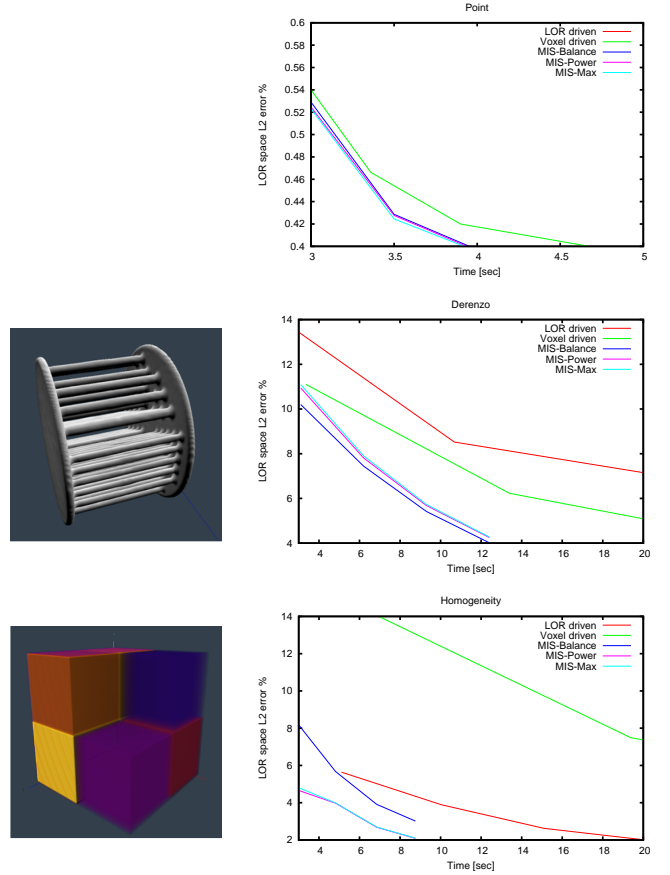 Point
LOR driven
Voxel driven
MIS-Balance
MIS-Power
MIS-Max
LOR space L2 error %
0.6
0.58
0.56
0.54
0.52
0.5
0.48
0.46
0.44
0.42
0.4
3 3.5 4 4.5 5
Time [sec]
Derenzo
LOR driven
Voxel driven
MIS-Balance
MIS-Power
MIS-Max
LOR space L2 error %
14
12
10
8
6
4
4 6 8 10 12 14 16 18 20
Time [sec]
Homogeneity
LOR driven
Voxel driven
MIS-Balance
MIS-Power
MIS-Max
LOR space L2 error %
14
12
10
8
6
4
2
4 6 8 10 12 14 16 18 20
Time [sec]